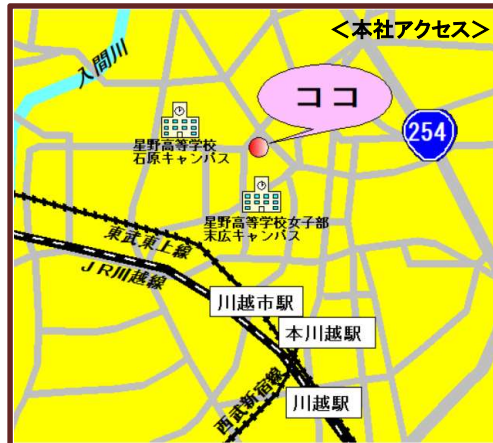 ＜本社アクセス＞
入間川
ココ
254
星野高等学校
石原キャンパス
星野高等学校女子部
末広キャンパス
東武東上線
ＪＲ川越線
川越市駅
本川越駅
西武新宿線
川越駅